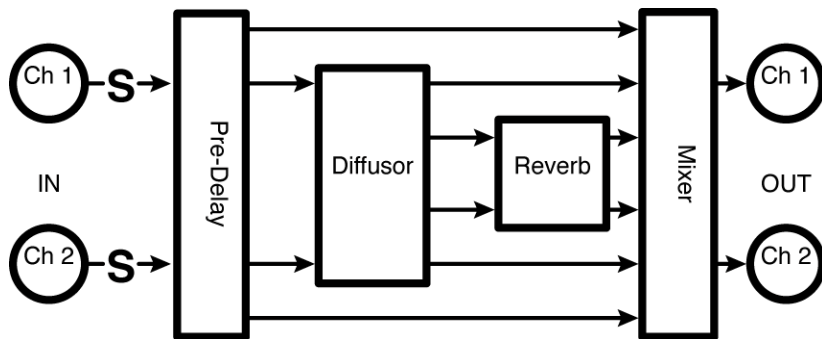 Ch 1
S
Pre-Delay
Diffusor
Reverb
Mixer
Ch 1
IN
OUT
Ch 2
S
Ch 2